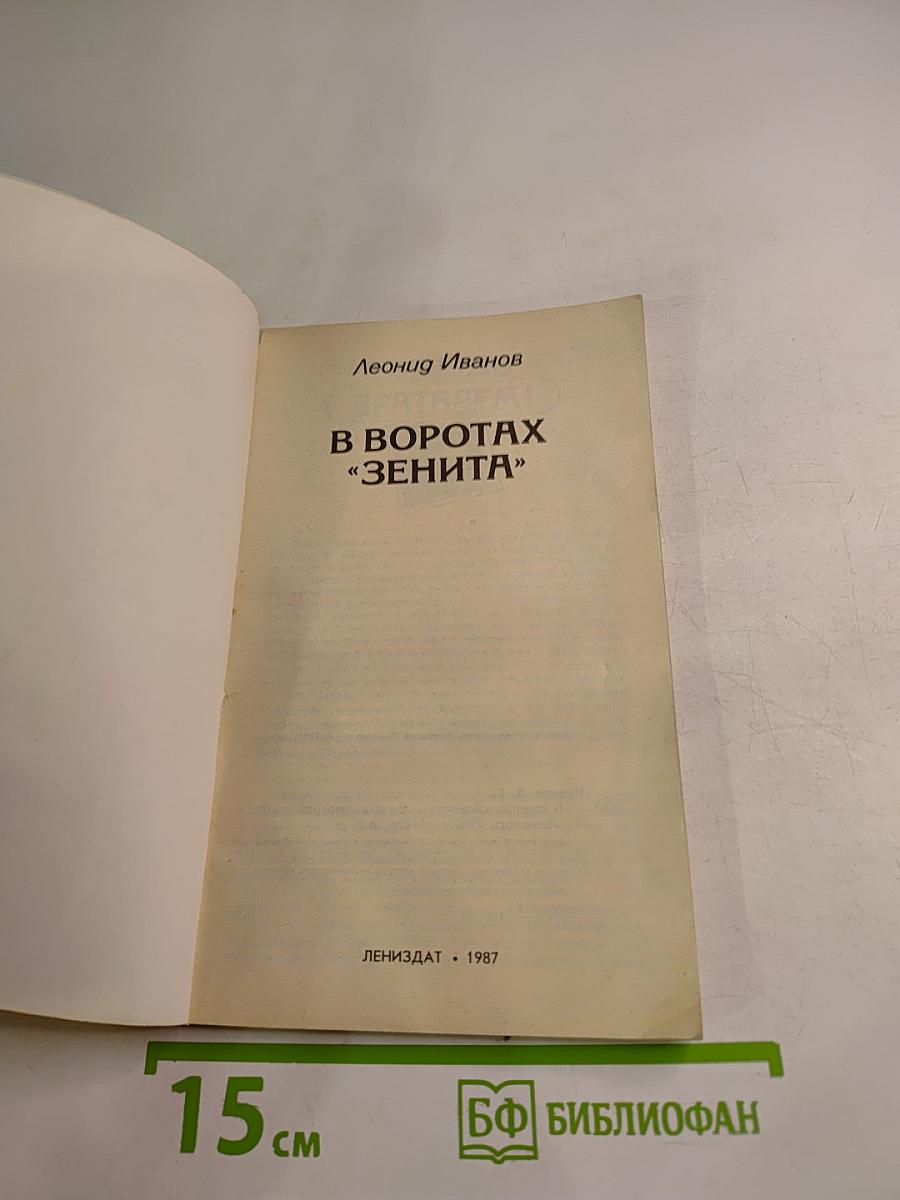 Леонид Иванов
В ВОРОТАХ
«ЗЕНИТА»
ЛЕНИЗДАТ • 1987
15 см
БФ БИБЛИОФАН